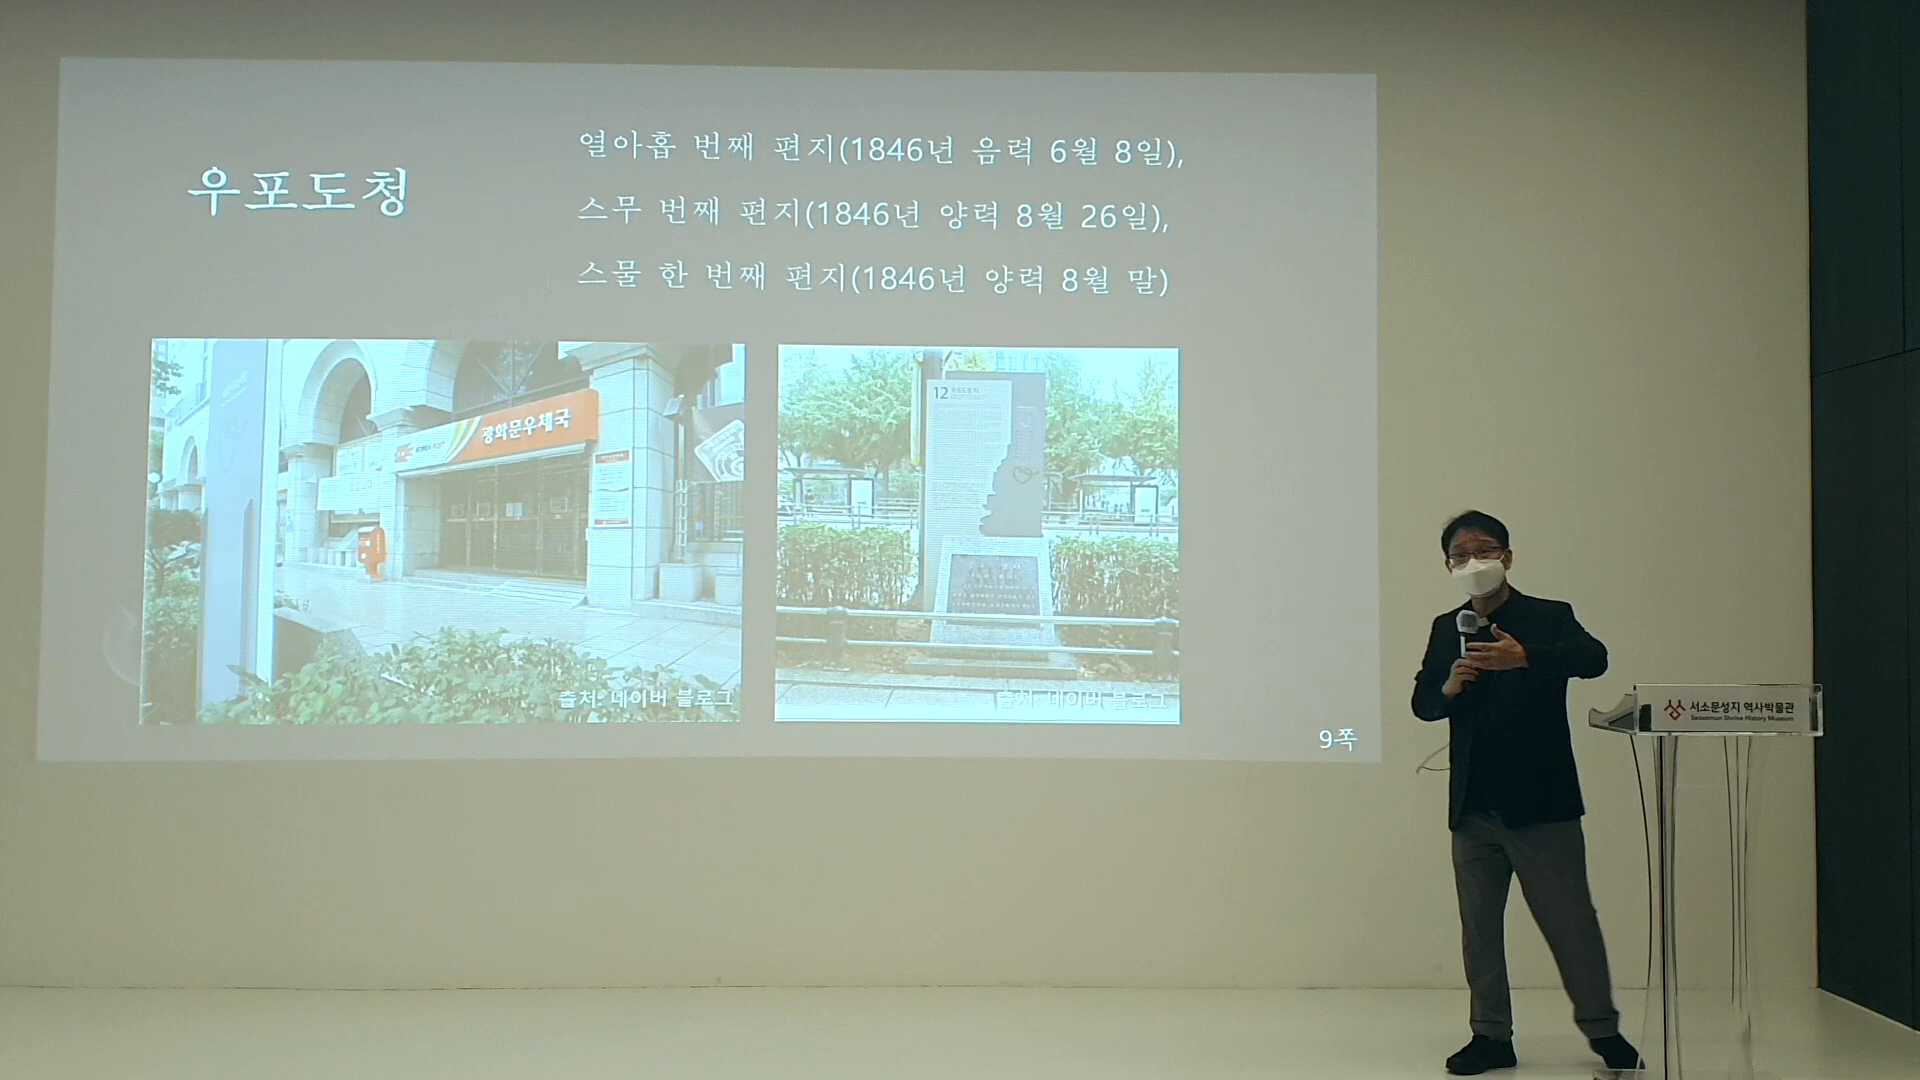 우포도청
열아홉 번째 편지(1846년 음력 6월 8일),
스무 번째 편지(1846년 양력 8월 26일),
스물 한 번째 편지(1846년 양력 8월 말)
KOREA POST 광화문우체국
12 우포도청 터
출처: 네이버 블로그
출처: 네이버 블로그
9쪽
서소문성지 역사박물관
Seosomun Shrine History Museum